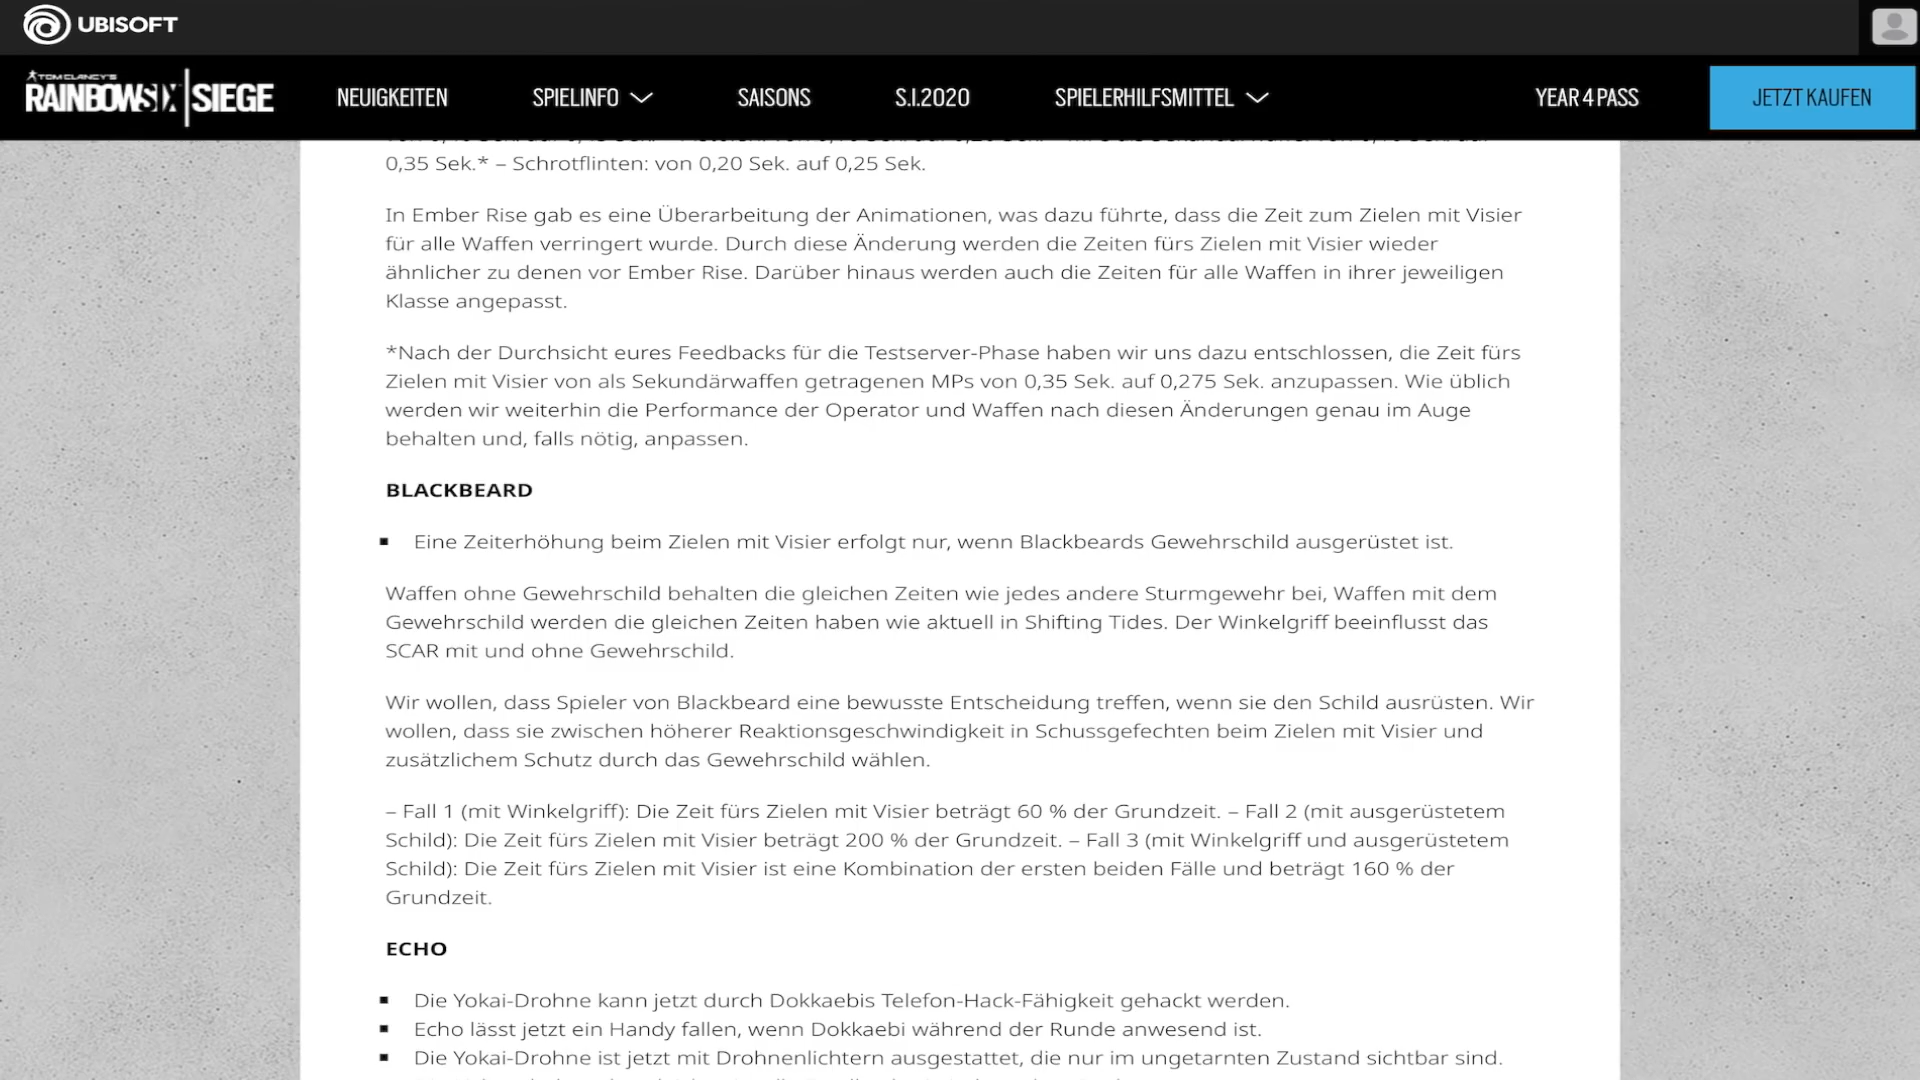 UBISOFT
TOM CLANCY'S
RAINBOWSIX | SIEGE
NEUIGKEITEN
SPIELINFO
SAISONS
S.I.2020
SPIELERHILFSMITTEL
YEAR 4 PASS
JETZT KAUFEN
0,35 Sek.* – Schrotflinten: von 0,20 Sek. auf 0,25 Sek.
In Ember Rise gab es eine Überarbeitung der Animationen, was dazu führte, dass die Zeit zum Zielen mit Visier
für alle Waffen verringert wurde. Durch diese Änderung werden die Zeiten fürs Zielen mit Visier wieder
ähnlicher zu denen vor Ember Rise. Darüber hinaus werden auch die Zeiten für alle Waffen in ihrer jeweiligen
Klasse angepasst.
*Nach der Durchsicht eures Feedbacks für die Testserver-Phase haben wir uns dazu entschlossen, die Zeit fürs
Zielen mit Visier von als Sekundärwaffen getragenen MPs von 0,35 Sek. auf 0,275 Sek. anzupassen. Wie üblich
werden wir weiterhin die Performance der Operator und Waffen nach diesen Änderungen genau im Auge
behalten und, falls nötig, anpassen.
BLACKBEARD
▪ Eine Zeiterhöhung beim Zielen mit Visier erfolgt nur, wenn Blackbeards Gewehrschild ausgerüstet ist.
Waffen ohne Gewehrschild behalten die gleichen Zeiten wie jedes andere Sturmgewehr bei, Waffen mit dem
Gewehrschild werden die gleichen Zeiten haben wie aktuell in Shifting Tides. Der Winkelgriff beeinflusst das
SCAR mit und ohne Gewehrschild.
Wir wollen, dass Spieler von Blackbeard eine bewusste Entscheidung treffen, wenn sie den Schild ausrüsten. Wir
wollen, dass sie zwischen höherer Reaktionsgeschwindigkeit in Schussgefechten beim Zielen mit Visier und
zusätzlichem Schutz durch das Gewehrschild wählen.
– Fall 1 (mit Winkelgriff): Die Zeit fürs Zielen mit Visier beträgt 60 % der Grundzeit. – Fall 2 (mit ausgerüstetem
Schild): Die Zeit fürs Zielen mit Visier beträgt 200 % der Grundzeit. – Fall 3 (mit Winkelgriff und ausgerüstetem
Schild): Die Zeit fürs Zielen mit Visier ist eine Kombination der ersten beiden Fälle und beträgt 160 % der
Grundzeit.
ECHO
▪ Die Yokai-Drohne kann jetzt durch Dokkaebis Telefon-Hack-Fähigkeit gehackt werden.
▪ Echo lässt jetzt ein Handy fallen, wenn Dokkaebi während der Runde anwesend ist.
▪ Die Yokai-Drohne ist jetzt mit Drohnenlichtern ausgestattet, die nur im ungetarnten Zustand sichtbar sind.